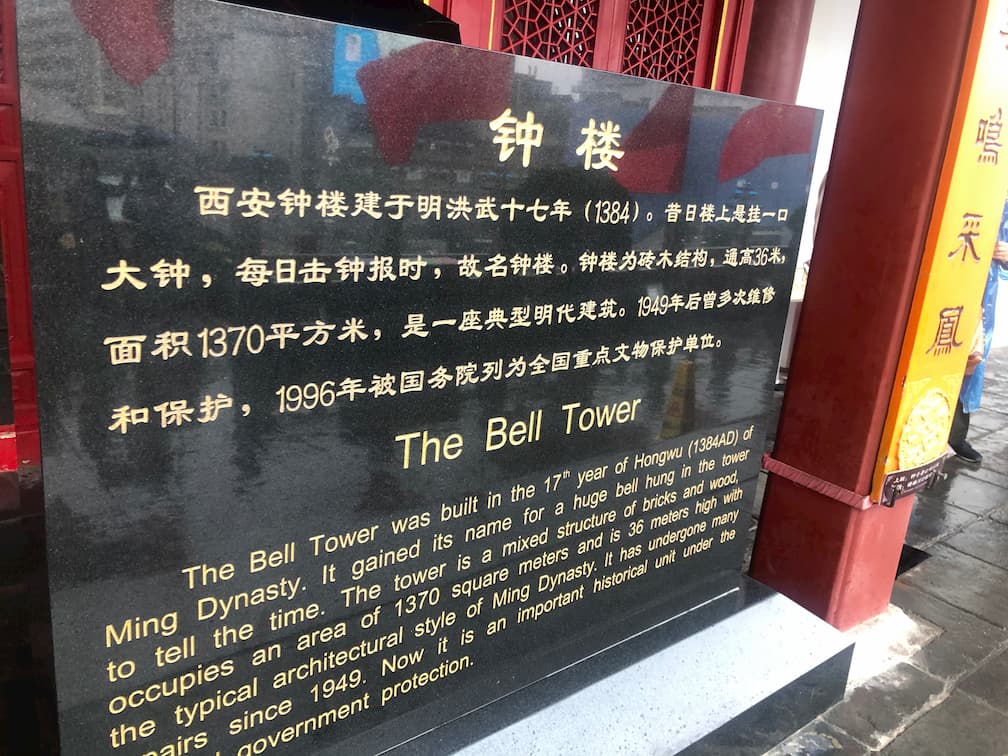 钟楼
西安钟楼建于明洪武十七年（1384）。昔日楼上悬挂一口
大钟，每日击钟报时，故名钟楼。钟楼为砖木结构，通高36米，
面积1370平方米，是一座典型明代建筑。1949年后曾多次维修
和保护，1996年被国务院列为全国重点文物保护单位。
The Bell Tower
The Bell Tower was built in the 17th year of Hongwu (1384AD) of
Ming Dynasty. It gained its name for a huge bell hung in the tower
to tell the time. The tower is a mixed structure of bricks and wood,
occupies an area of 1370 square meters and is 36 meters high with
the typical architectural style of Ming Dynasty. It has undergone many
pairs since 1949. Now it is an important historical unit under the
government protection.
鸣
采
凤